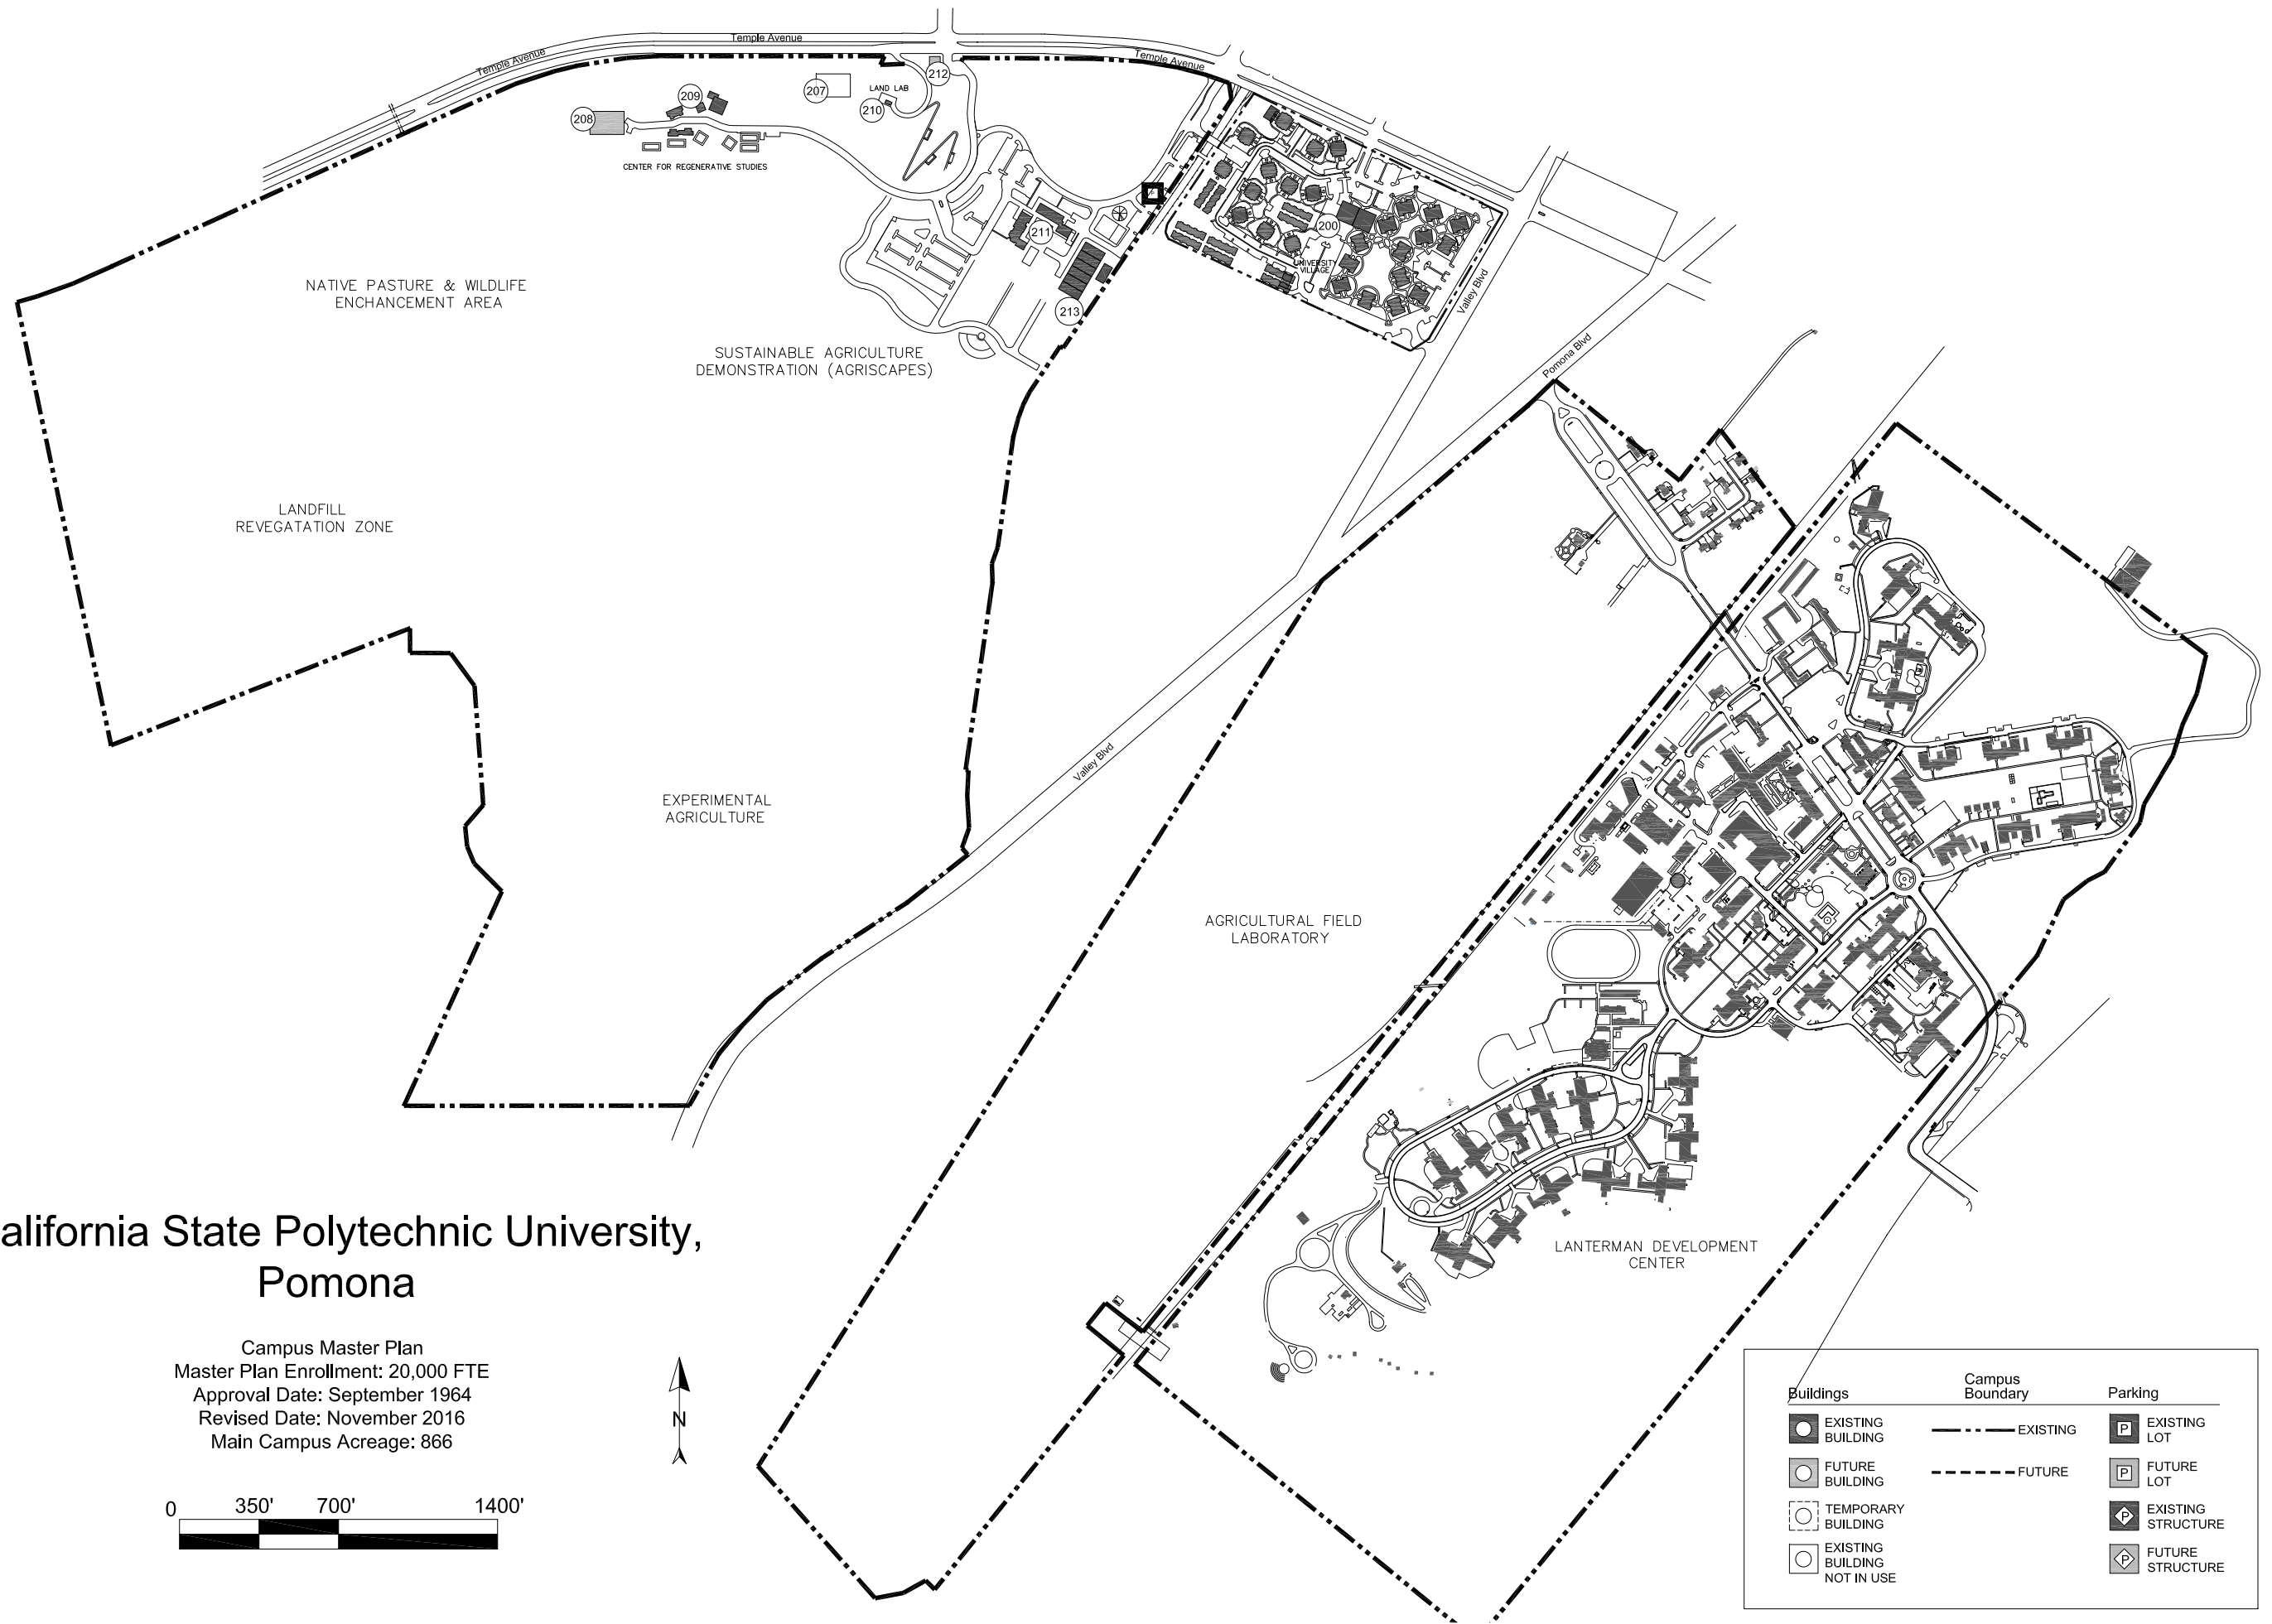 Temple Avenue
Temple Avenue
Temple Avenue
212
207
LAND LAB
210
209
208
CENTER FOR REGENERATIVE STUDIES
211
213
200
UNIVERSITY
VILLAGE
Valley Blvd
Pomona Blvd
NATIVE PASTURE & WILDLIFE
ENCHANCEMENT AREA
SUSTAINABLE AGRICULTURE
DEMONSTRATION (AGRISCAPES)
LANDFILL
REVEGATATION ZONE
EXPERIMENTAL
AGRICULTURE
Valley Blvd
AGRICULTURAL FIELD
LABORATORY
LANTERMAN DEVELOPMENT
CENTER
alifornia State Polytechnic University,
Pomona
Campus Master Plan
Master Plan Enrollment: 20,000 FTE
Approval Date: September 1964
Revised Date: November 2016
Main Campus Acreage: 866
0 350' 700' 1400'
N
Buildings
EXISTING
BUILDING
FUTURE
BUILDING
TEMPORARY
BUILDING
EXISTING
BUILDING
NOT IN USE
Campus
Boundary
EXISTING
FUTURE
Parking
P EXISTING
LOT
P FUTURE
LOT
P EXISTING
STRUCTURE
P FUTURE
STRUCTURE